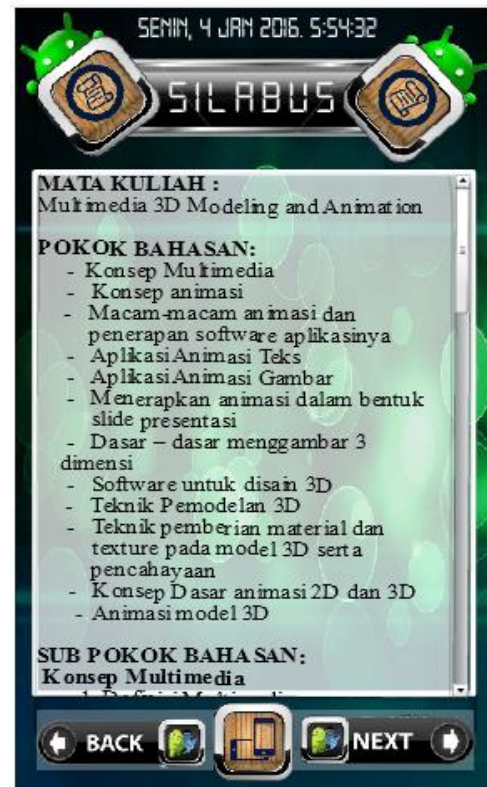 SENIN, 4 JAN 2016. 5:54:32
SILABUS
MATA KULIAH :
Multimedia 3D Modeling and Animation
POKOK BAHASAN:
- Konsep Multimedia
- Konsep animasi
- Macam-macam animasi dan
penerapan software aplikasinya
- Aplikasi Animasi Teks
- Aplikasi Animasi Gambar
- Menerapkan animasi dalam bentuk
slide presentasi
- Dasar – dasar menggambar 3
dimensi
- Software untuk disain 3D
- Teknik Pemodelan 3D
- Teknik pemberian material dan
texture pada model 3D serta
pencahayaan
- Konsep Dasar animasi 2D dan 3D
- Animasi model 3D
SUB POKOK BAHASAN:
Konsep Multimedia
BACK
NEXT